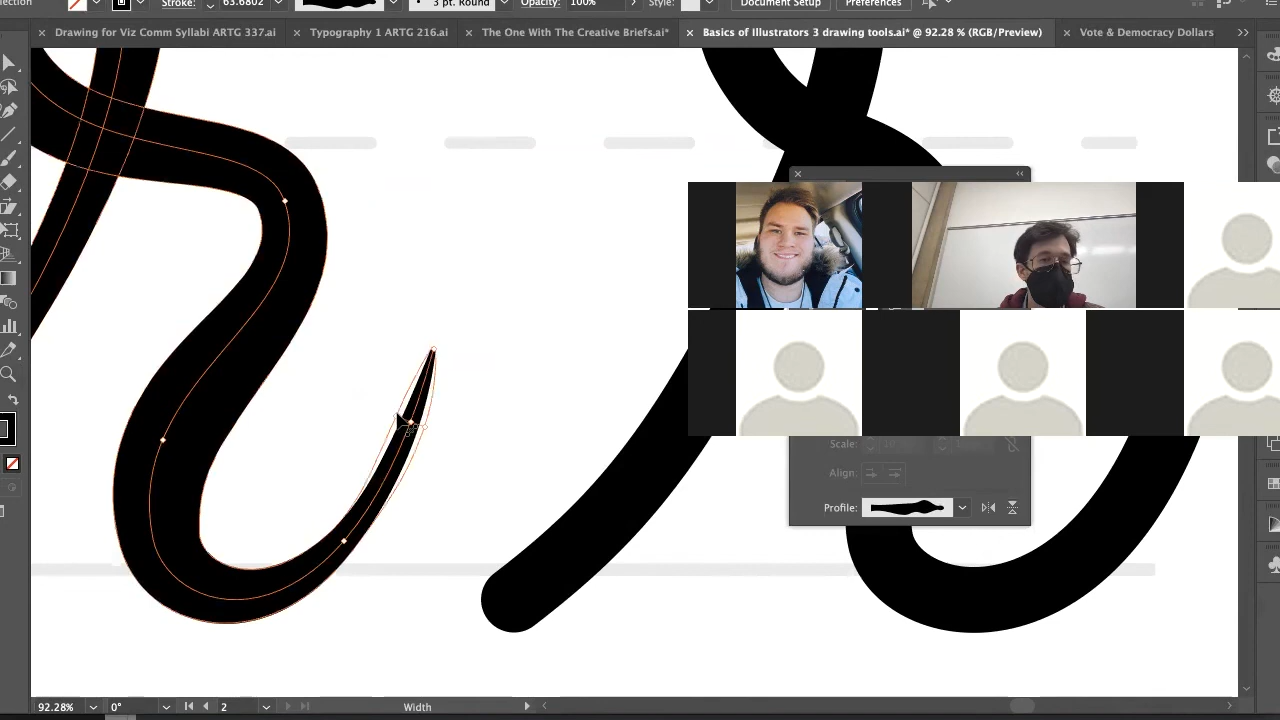 Stroke: 63.6802 3 pt. Round Opacity: 100% Style: Document Setup Preferences
Drawing for Viz Comm Syllabi ARTG 337.ai Typography 1 ARTG 216.ai The One With The Creative Briefs.ai* Basics of Illustrators 3 drawing tools.ai* @ 92.28 % (RGB/Preview) Vote & Democracy Dollars
Scale:
Align:
Profile:
92.28% 0° 2 Width